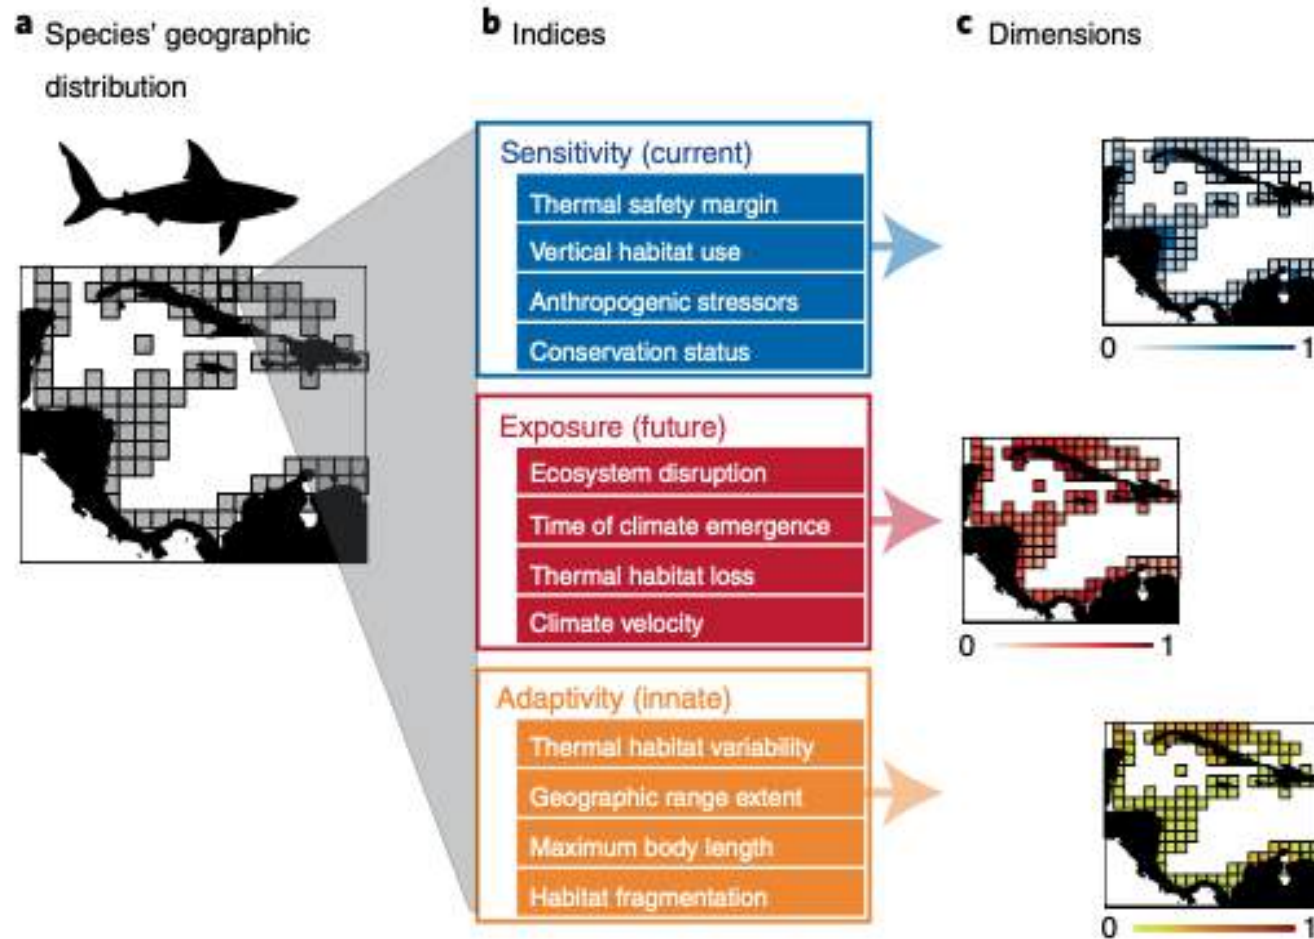 a Species' geographic
distribution
b Indices
Sensitivity (current)
Thermal safety margin
Vertical habitat use
Anthropogenic stressors
Conservation status
Exposure (future)
Ecosystem disruption
Time of climate emergence
Thermal habitat loss
Climate velocity
Adaptivity (innate)
Thermal habitat variability
Geographic range extent
Maximum body length
Habitat fragmentation
c Dimensions
0 1
0 1
0 1